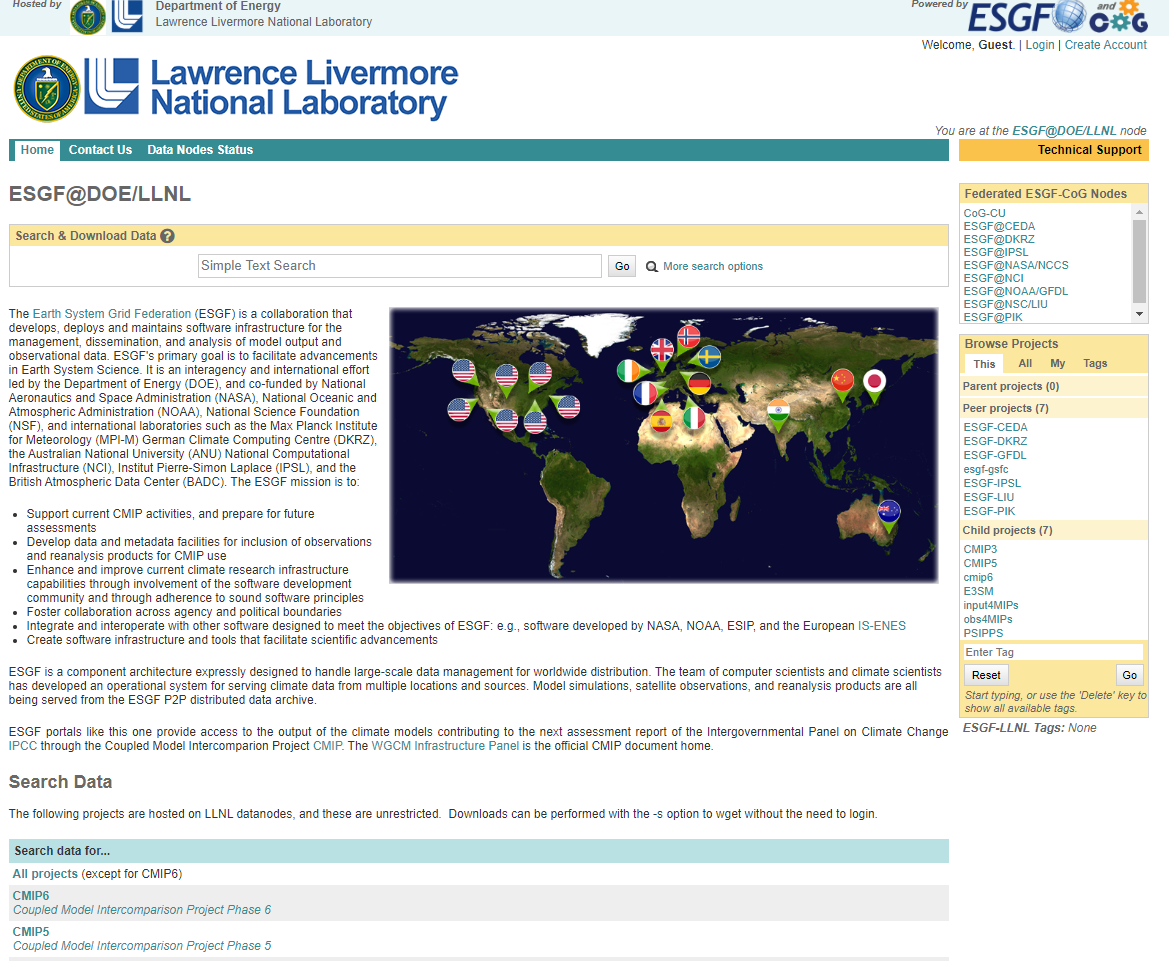 Hosted by
Department of Energy
Lawrence Livermore National Laboratory
Powered by
ESGF and COG
Welcome, Guest. | Login | Create Account
Lawrence Livermore
National Laboratory
You are at the ESGF@DOE/LLNL node
Home Contact Us Data Nodes Status
Technical Support
ESGF@DOE/LLNL
Search & Download Data ?
Simple Text Search Go More search options
The Earth System Grid Federation (ESGF) is a collaboration that
develops, deploys and maintains software infrastructure for the
management, dissemination, and analysis of model output and
observational data. ESGF's primary goal is to facilitate advancements
in Earth System Science. It is an interagency and international effort
led by the Department of Energy (DOE), and co-funded by National
Aeronautics and Space Administration (NASA), National Oceanic and
Atmospheric Administration (NOAA), National Science Foundation
(NSF), and international laboratories such as the Max Planck Institute
for Meteorology (MPI-M) German Climate Computing Centre (DKRZ),
the Australian National University (ANU) National Computational
Infrastructure (NCI), Institut Pierre-Simon Laplace (IPSL), and the
British Atmospheric Data Center (BADC). The ESGF mission is to:
• Support current CMIP activities, and prepare for future
assessments
• Develop data and metadata facilities for inclusion of observations
and reanalysis products for CMIP use
• Enhance and improve current climate research infrastructure
capabilities through involvement of the software development
community and through adherence to sound software principles
• Foster collaboration across agency and political boundaries
• Integrate and interoperate with other software designed to meet the objectives of ESGF: e.g., software developed by NASA, NOAA, ESIP, and the European IS-ENES
• Create software infrastructure and tools that facilitate scientific advancements
ESGF is a component architecture expressly designed to handle large-scale data management for worldwide distribution. The team of computer scientists and climate scientists
has developed an operational system for serving climate data from multiple locations and sources. Model simulations, satellite observations, and reanalysis products are all
being served from the ESGF P2P distributed data archive.
ESGF portals like this one provide access to the output of the climate models contributing to the next assessment report of the Intergovernmental Panel on Climate Change
IPCC through the Coupled Model Intercomparion Project CMIP. The WGCM Infrastructure Panel is the official CMIP document home.
Search Data
The following projects are hosted on LLNL datanodes, and these are unrestricted. Downloads can be performed with the -s option to wget without the need to login.
Search data for...
All projects (except for CMIP6)
CMIP6
Coupled Model Intercomparison Project Phase 6
CMIP5
Coupled Model Intercomparison Project Phase 5
Federated ESGF-CoG Nodes
CoG-CU
ESGF@CEDA
ESGF@DKRZ
ESGF@IPSL
ESGF@NASA/NCCS
ESGF@NCI
ESGF@NOAA/GFDL
ESGF@NSC/LIU
ESGF@PIK
Browse Projects
This All My Tags
Parent projects (0)
Peer projects (7)
ESGF-CEDA
ESGF-DKRZ
ESGF-GFDL
esgf-gsfc
ESGF-IPSL
ESGF-LIU
ESGF-PIK
Child projects (7)
CMIP3
CMIP5
cmip6
E3SM
input4MIPs
obs4MIPs
PSIPPS
Enter Tag
Reset Go
Start typing, or use the 'Delete' key to
show all available tags.
ESGF-LLNL Tags: None